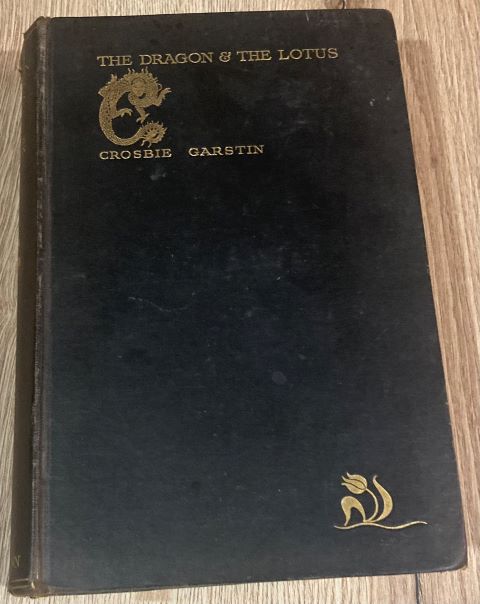 THE DRAGON & THE LOTUS
CROSBIE GARSTIN